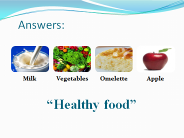 Answers:
Milk Vegetables Omelette Apple
“Healthy food”